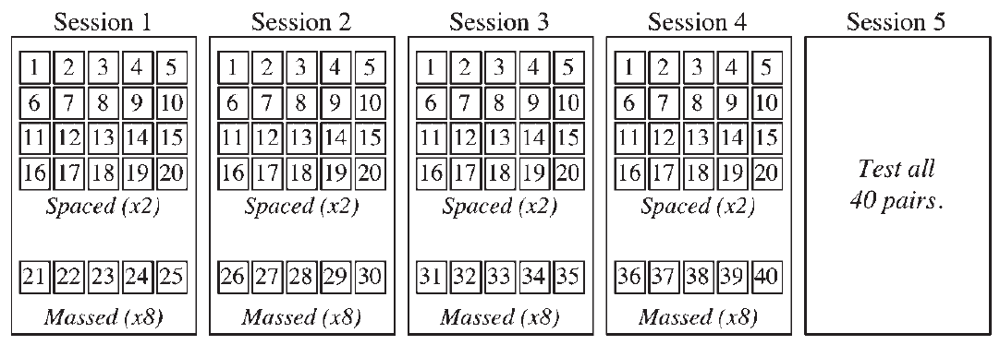 Session 1
Session 2
Session 3
Session 4
Session 5
1 2 3 4 5
6 7 8 9 10
11 12 13 14 15
16 17 18 19 20
Spaced (x2)
21 22 23 24 25
Massed (x8)
1 2 3 4 5
6 7 8 9 10
11 12 13 14 15
16 17 18 19 20
Spaced (x2)
26 27 28 29 30
Massed (x8)
1 2 3 4 5
6 7 8 9 10
11 12 13 14 15
16 17 18 19 20
Spaced (x2)
31 32 33 34 35
Massed (x8)
1 2 3 4 5
6 7 8 9 10
11 12 13 14 15
16 17 18 19 20
Spaced (x2)
36 37 38 39 40
Massed (x8)
Test all
40 pairs.